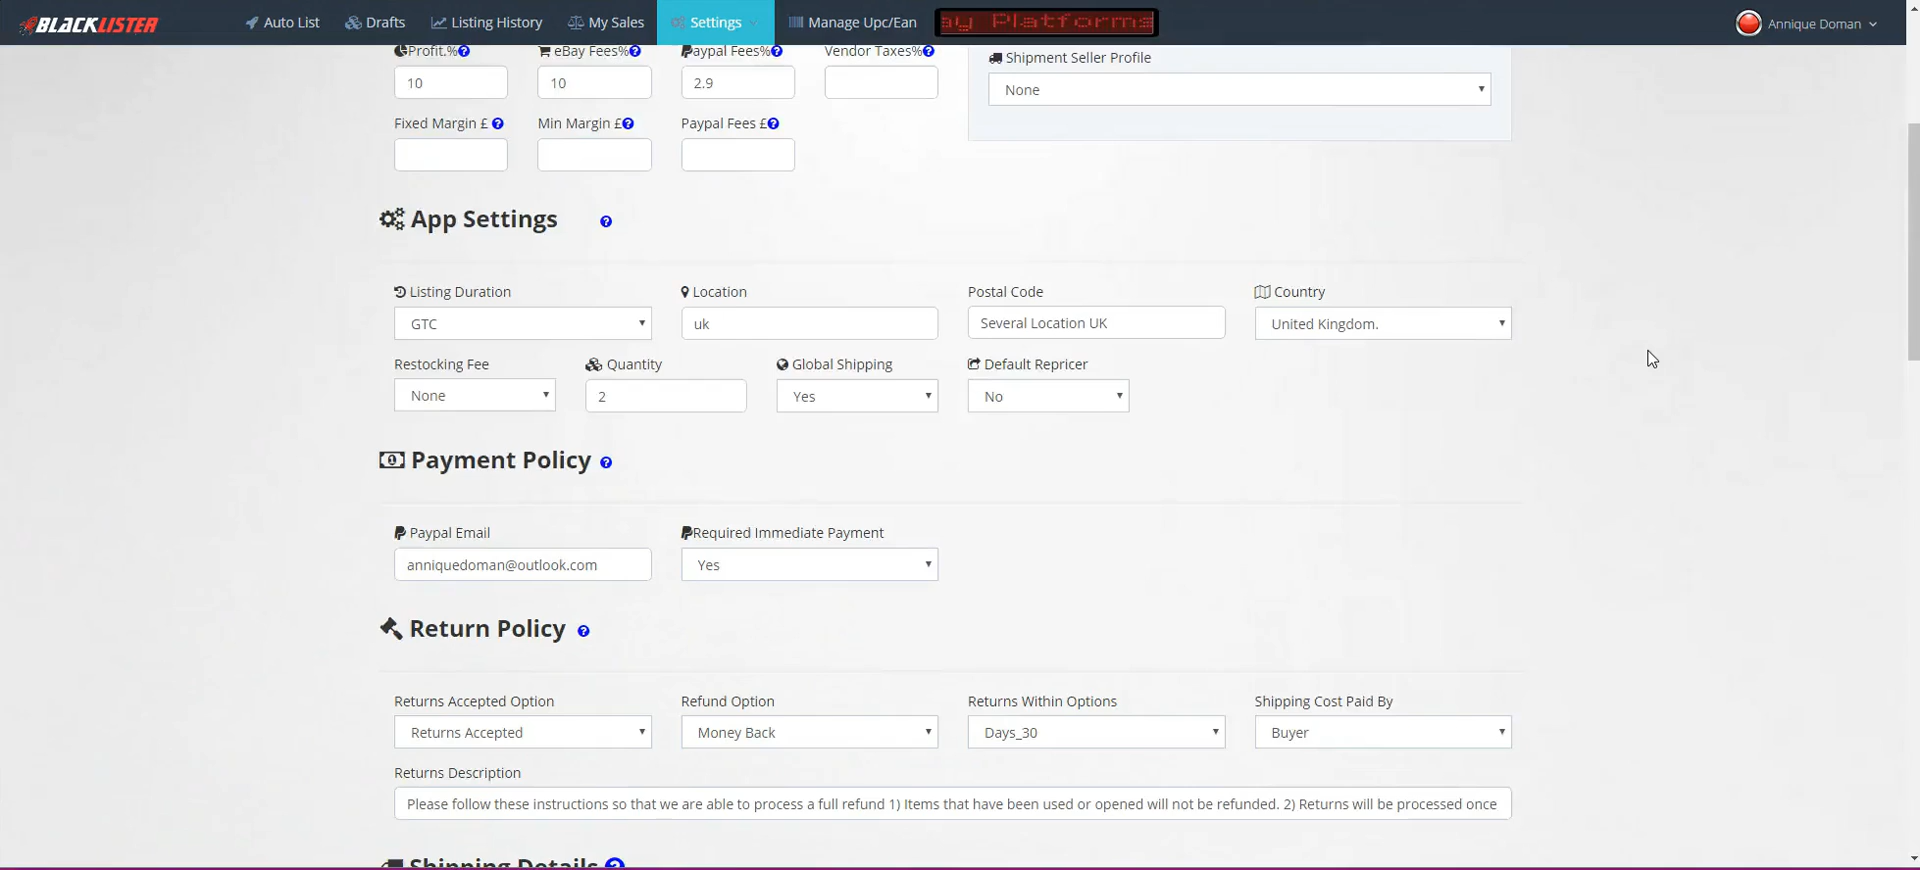 BLACKLISTER Auto List Drafts Listing History My Sales Settings Manage Upc/Ean ay Platforms Annique Doman
Profit.% eBay Fees% Paypal Fees% Vendor Taxes% Shipment Seller Profile
10 10 2.9 None
Fixed Margin £ Min Margin £ Paypal Fees £
App Settings
Listing Duration Location Postal Code Country
GTC uk Several Location UK United Kingdom.
Restocking Fee Quantity Global Shipping Default Repricer
None 2 Yes No
Payment Policy
Paypal Email Required Immediate Payment
anniquedoman@outlook.com Yes
Return Policy
Returns Accepted Option Refund Option Returns Within Options Shipping Cost Paid By
Returns Accepted Money Back Days_30 Buyer
Returns Description
Please follow these instructions so that we are able to process a full refund 1) Items that have been used or opened will not be refunded. 2) Returns will be processed once
Shipping Details